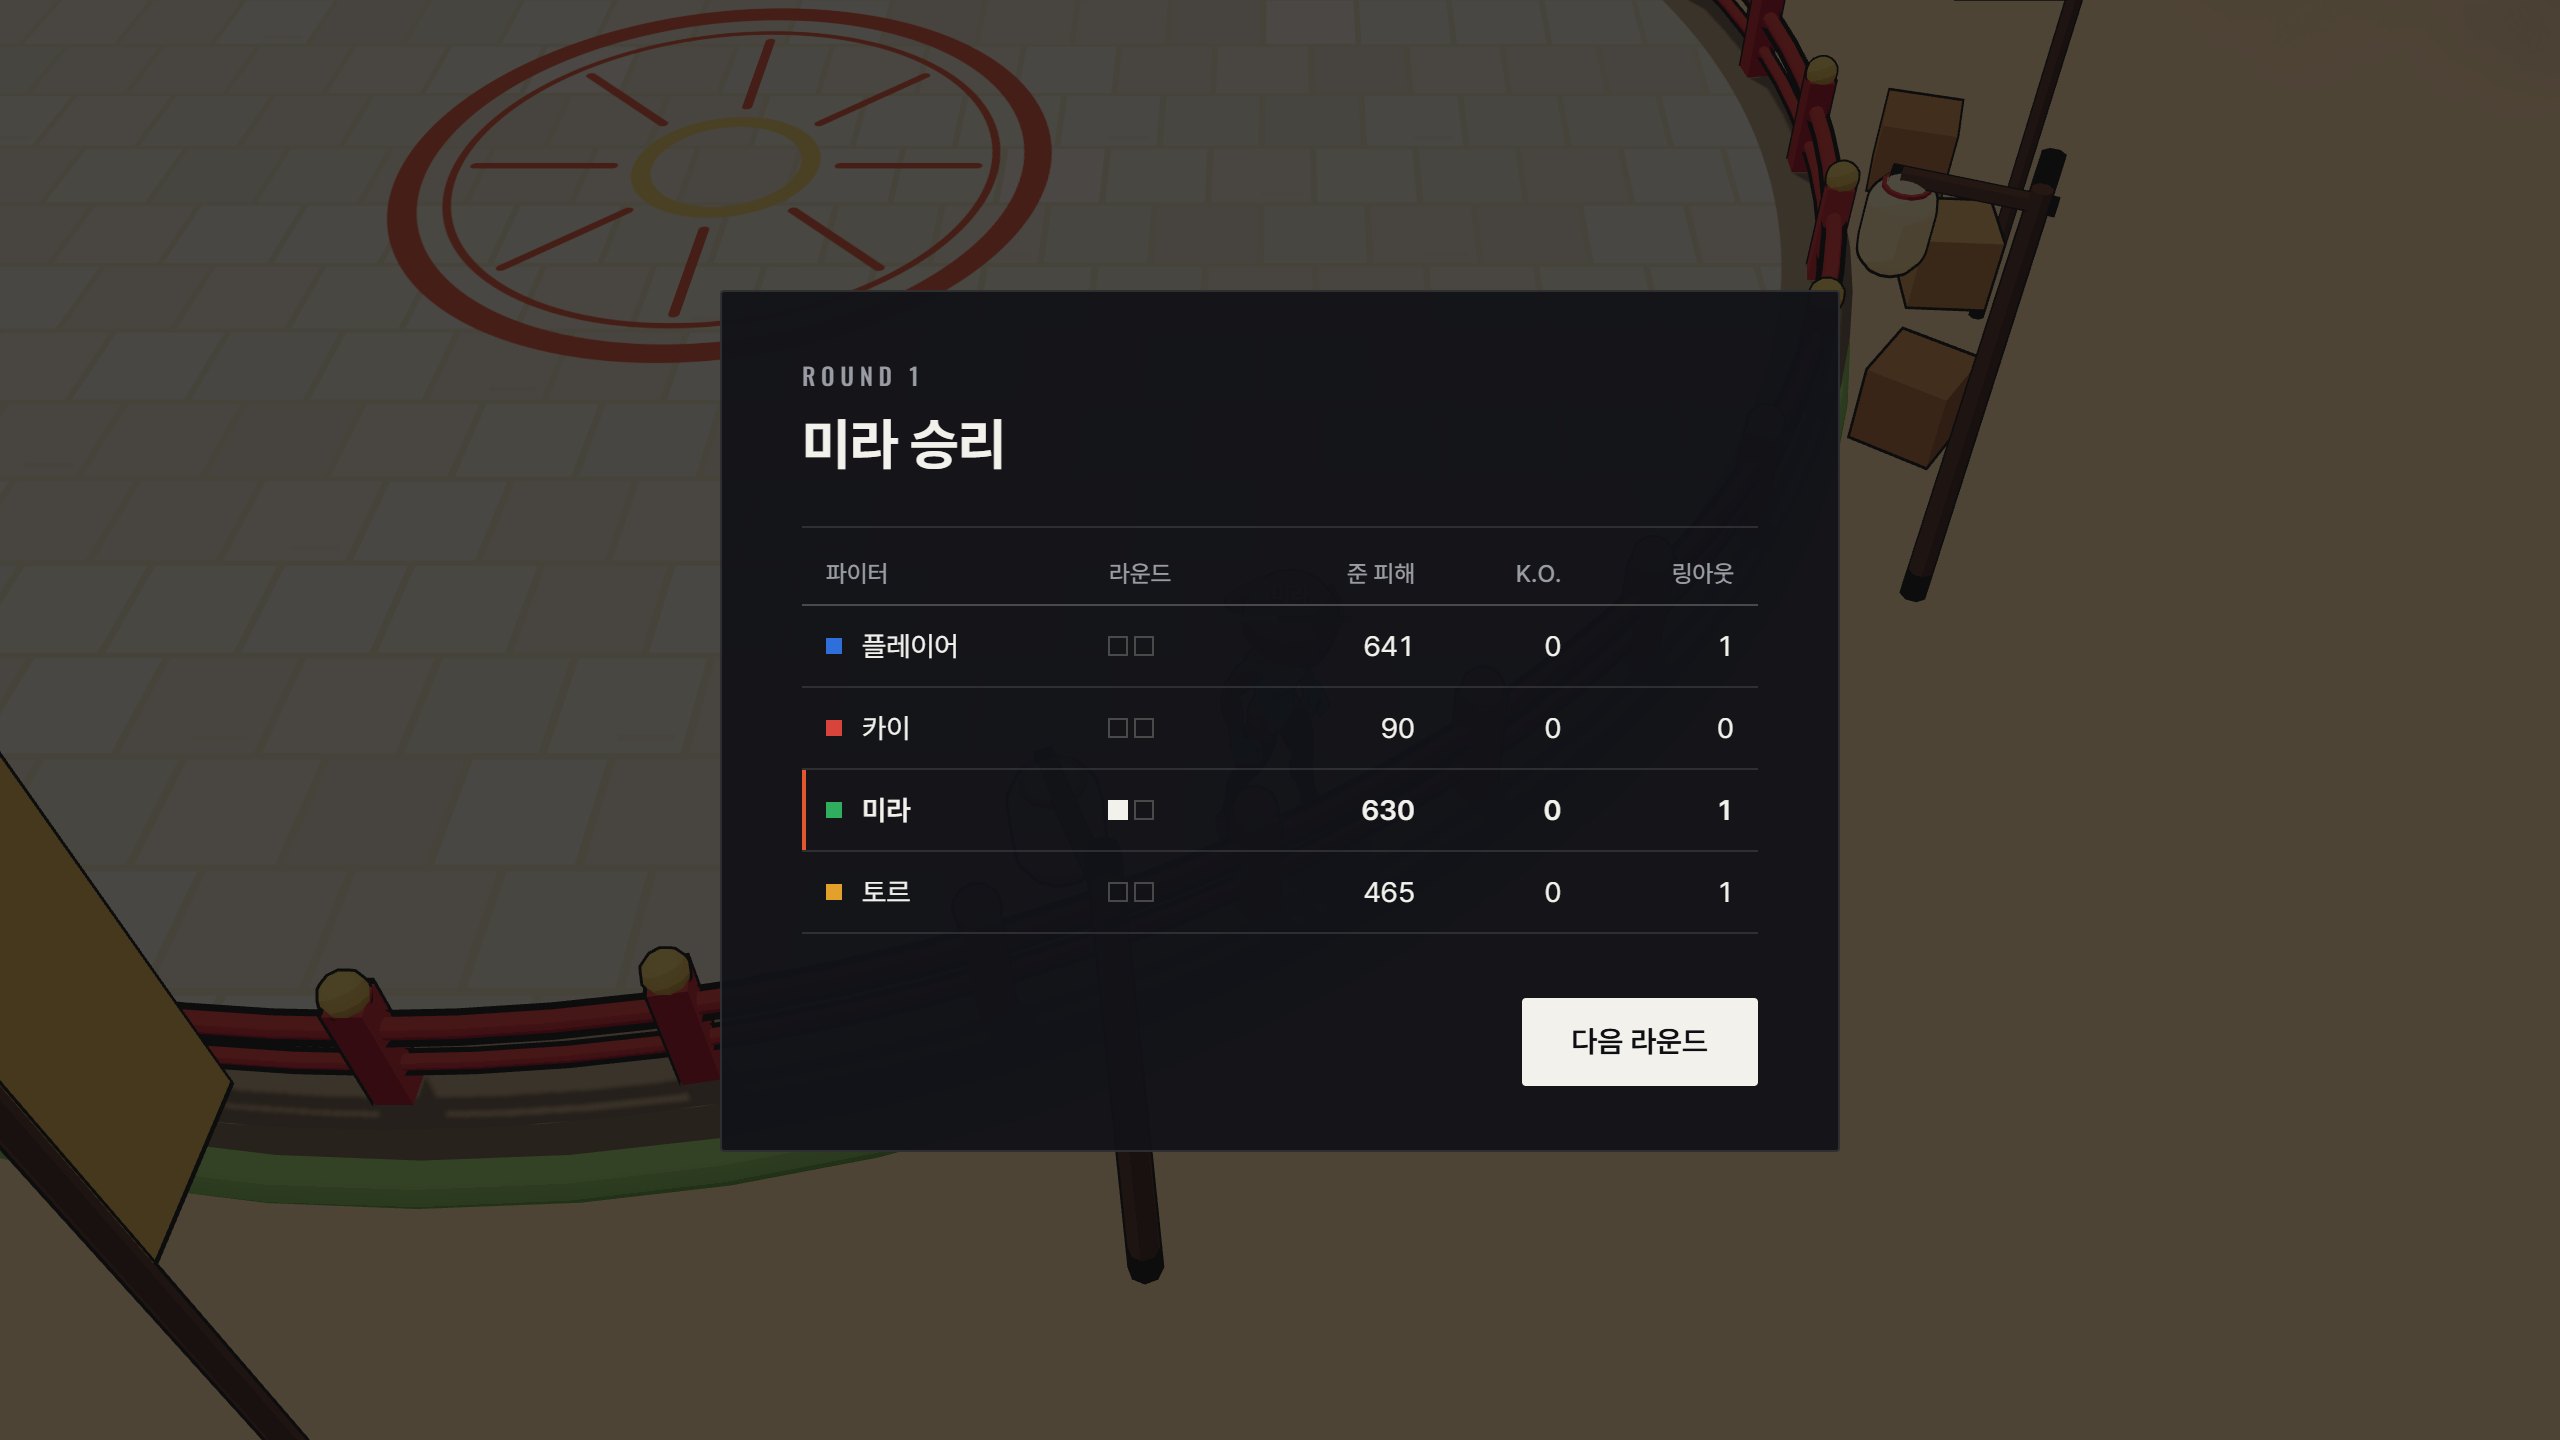 ROUND 1
미라 승리
파이터 라운드 준 피해 K.O. 링아웃
플레이어 641 0 1
카이 90 0 0
미라 630 0 1
토르 465 0 1
다음 라운드